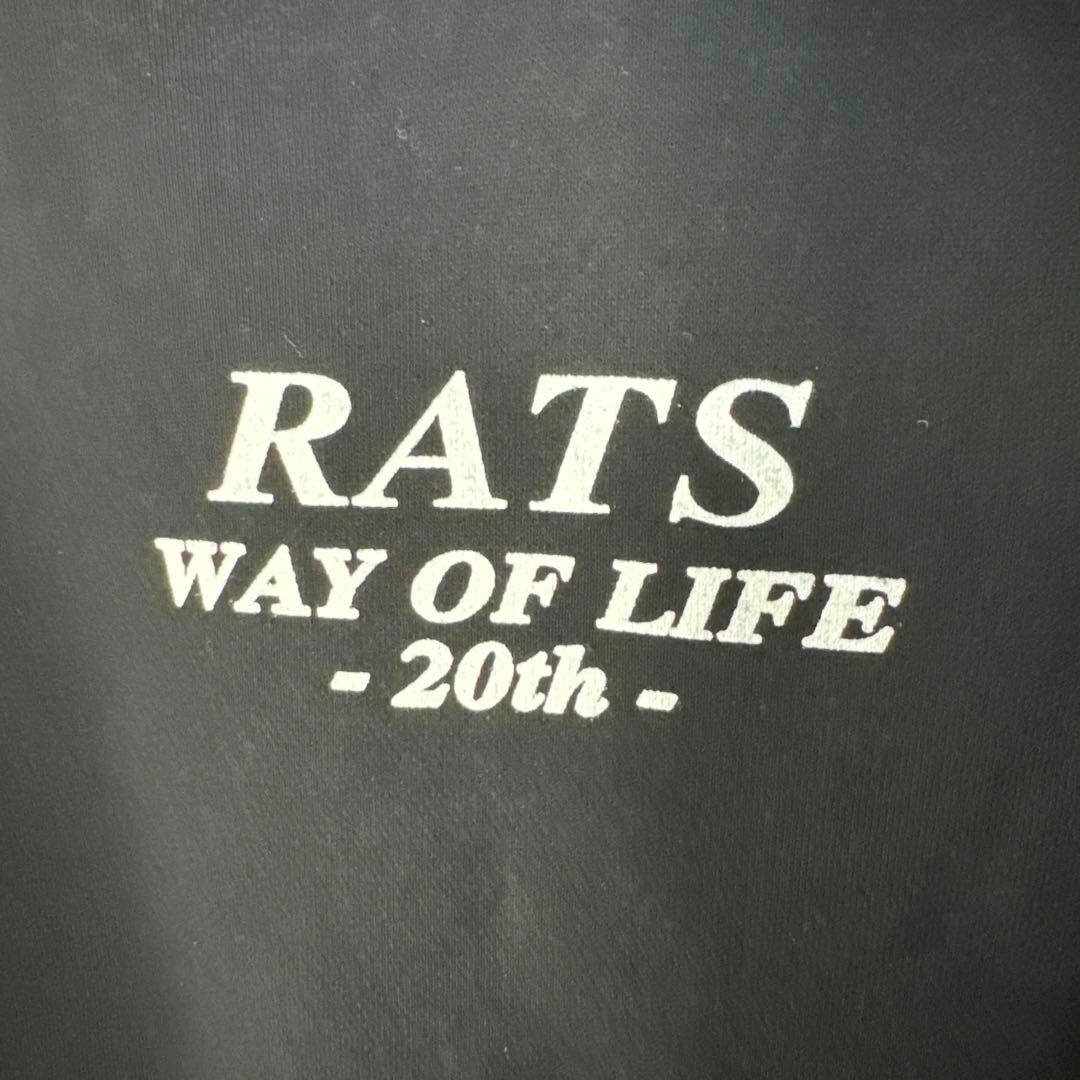 RATS
WAY OF LIFE
- 20th -